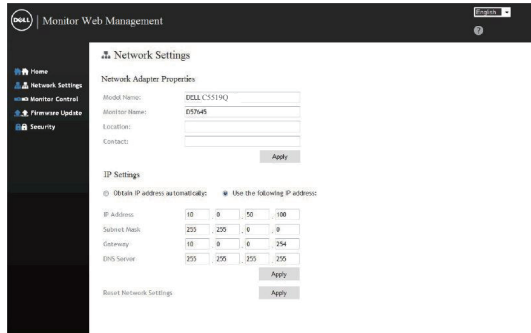 DELL Monitor Web Management
English
?
Home
Network Settings
Monitor Control
Firmware Update
Security
Network Settings
Network Adapter Properties
Model Name: DELL C5519Q
Monitor Name: D57645
Location:
Contact:
Apply
IP Settings
Obtain IP address automatically: Use the following IP address:
IP Address 10 . 0 . 50 . 100
Subnet Mask 255 . 255 . 0 . 0
Gateway 10 . 0 . 0 . 254
DNS Server 255 . 255 . 255 . 255
Apply
Reset Network Settings Apply